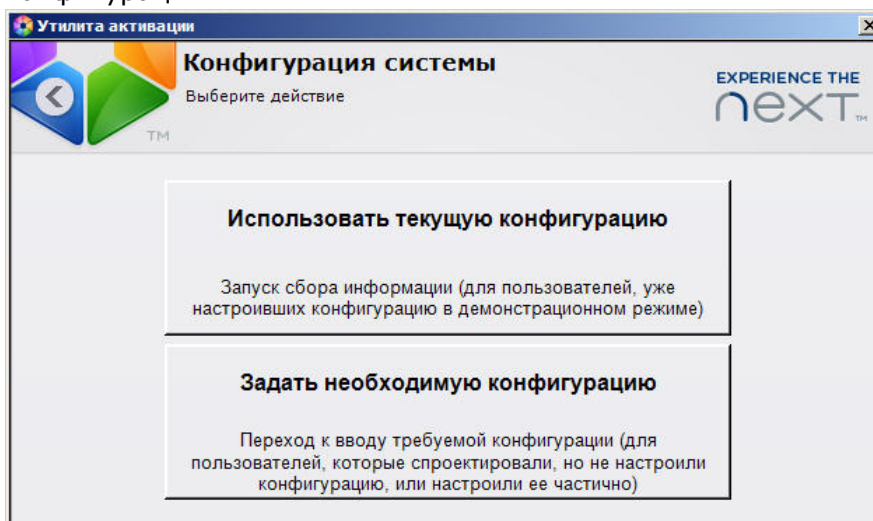 Утилита активации
Конфигурация системы
Выберите действие
EXPERIENCE THE
next™
TM
Использовать текущую конфигурацию
Запуск сбора информации (для пользователей, уже
настроивших конфигурацию в демонстрационном режиме)
Задать необходимую конфигурацию
Переход к вводу требуемой конфигурации (для
пользователей, которые спроектировали, но не настроили
конфигурацию, или настроили ее частично)